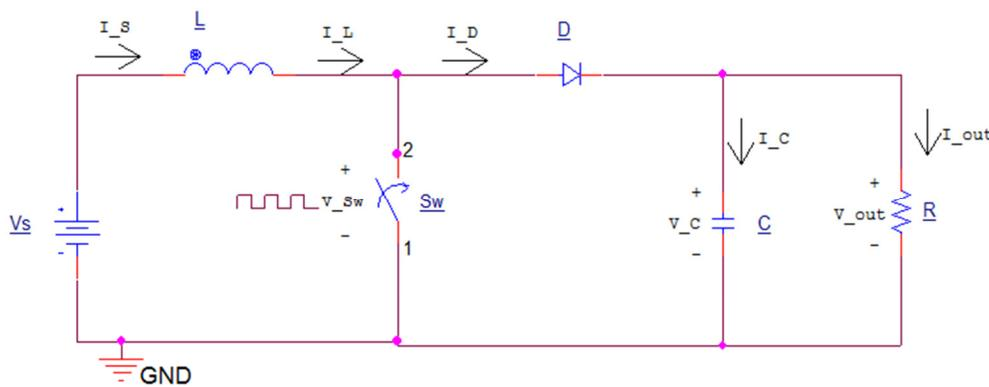 I_S
L
I_L
I_D
D
2
+
V_Sw
-
Sw
1
Vs
+
-
I_C
+
V_C
-
C
I_out
+
V_out
-
R
GND